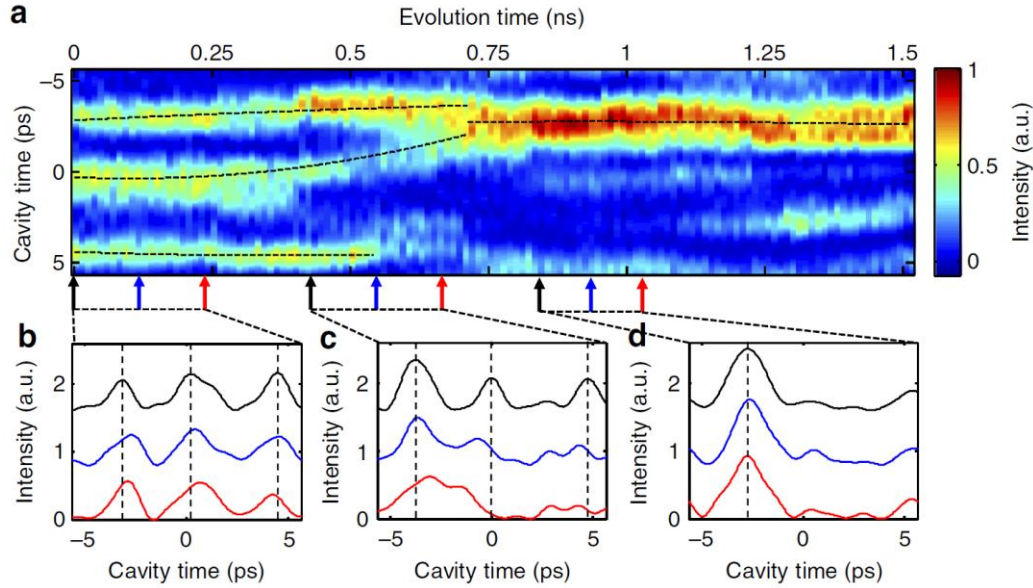 a
Evolution time (ns)
0 0.25 0.5 0.75 1 1.25 1.5
Cavity time (ps)
–5
0
5
Intensity (a.u.)
1
0.5
0
b c d
Intensity (a.u.)
2
1
0
–5 0 5
Cavity time (ps)
Intensity (a.u.)
2
1
0
–5 0 5
Cavity time (ps)
Intensity (a.u.)
2
1
0
–5 0 5
Cavity time (ps)